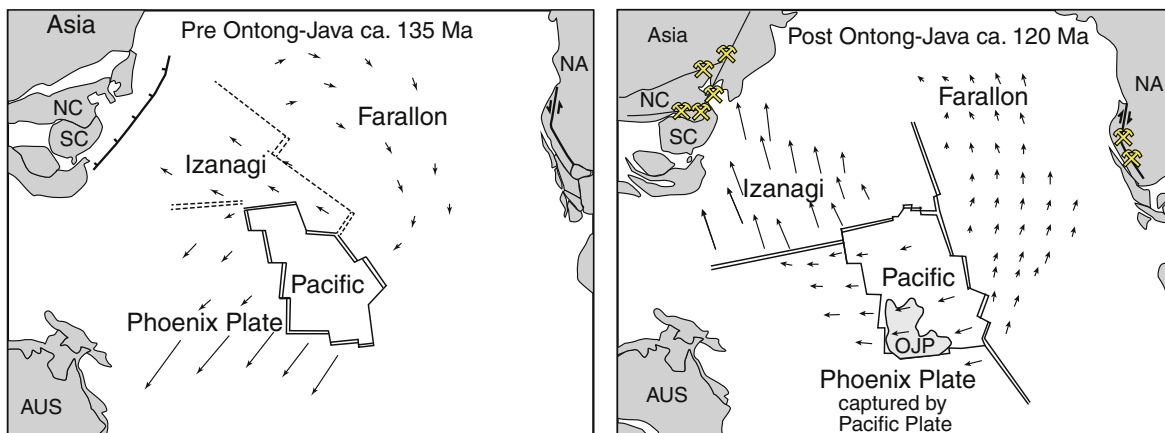 Pre Ontong-Java ca. 135 Ma
Asia
NA
NC
SC
Farallon
Izanagi
Pacific
Phoenix Plate
AUS
Post Ontong-Java ca. 120 Ma
Asia
NA
NC
SC
Farallon
Izanagi
Pacific
OJP
Phoenix Plate
captured by
Pacific Plate
AUS